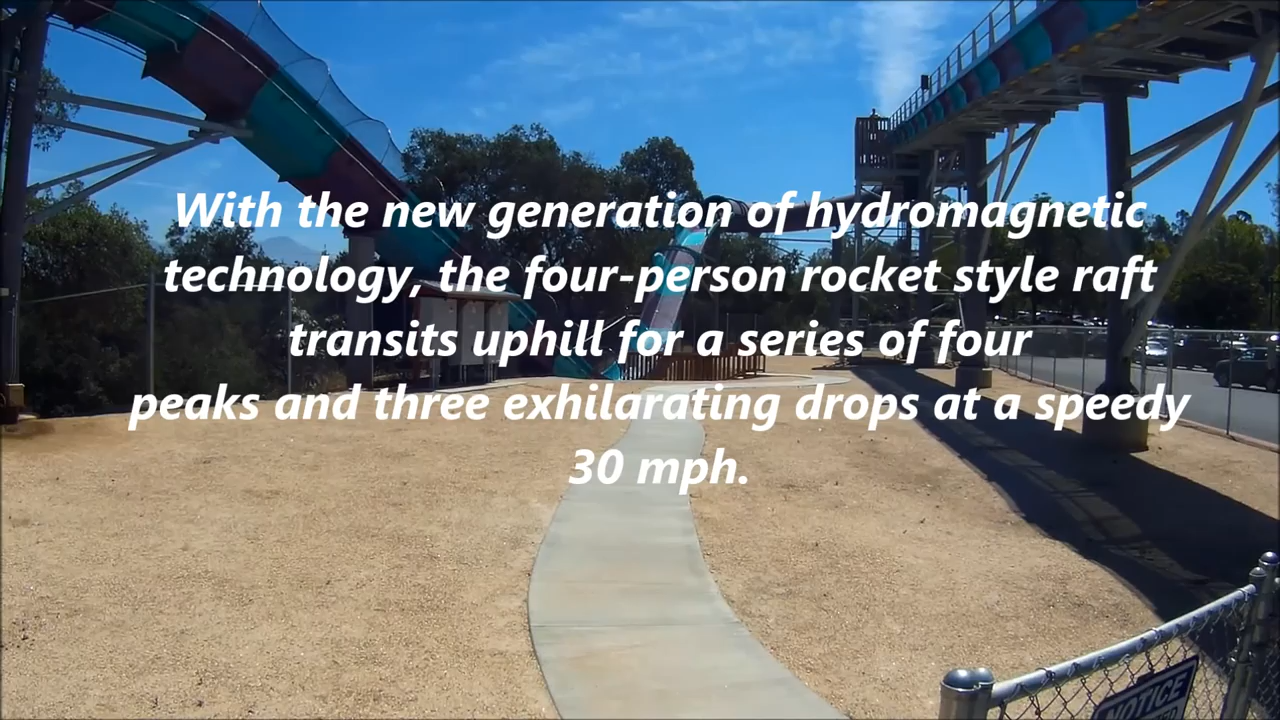 With the new generation of hydromagnetic
technology, the four-person rocket style raft
transits uphill for a series of four
peaks and three exhilarating drops at a speedy
30 mph.
NOTICE